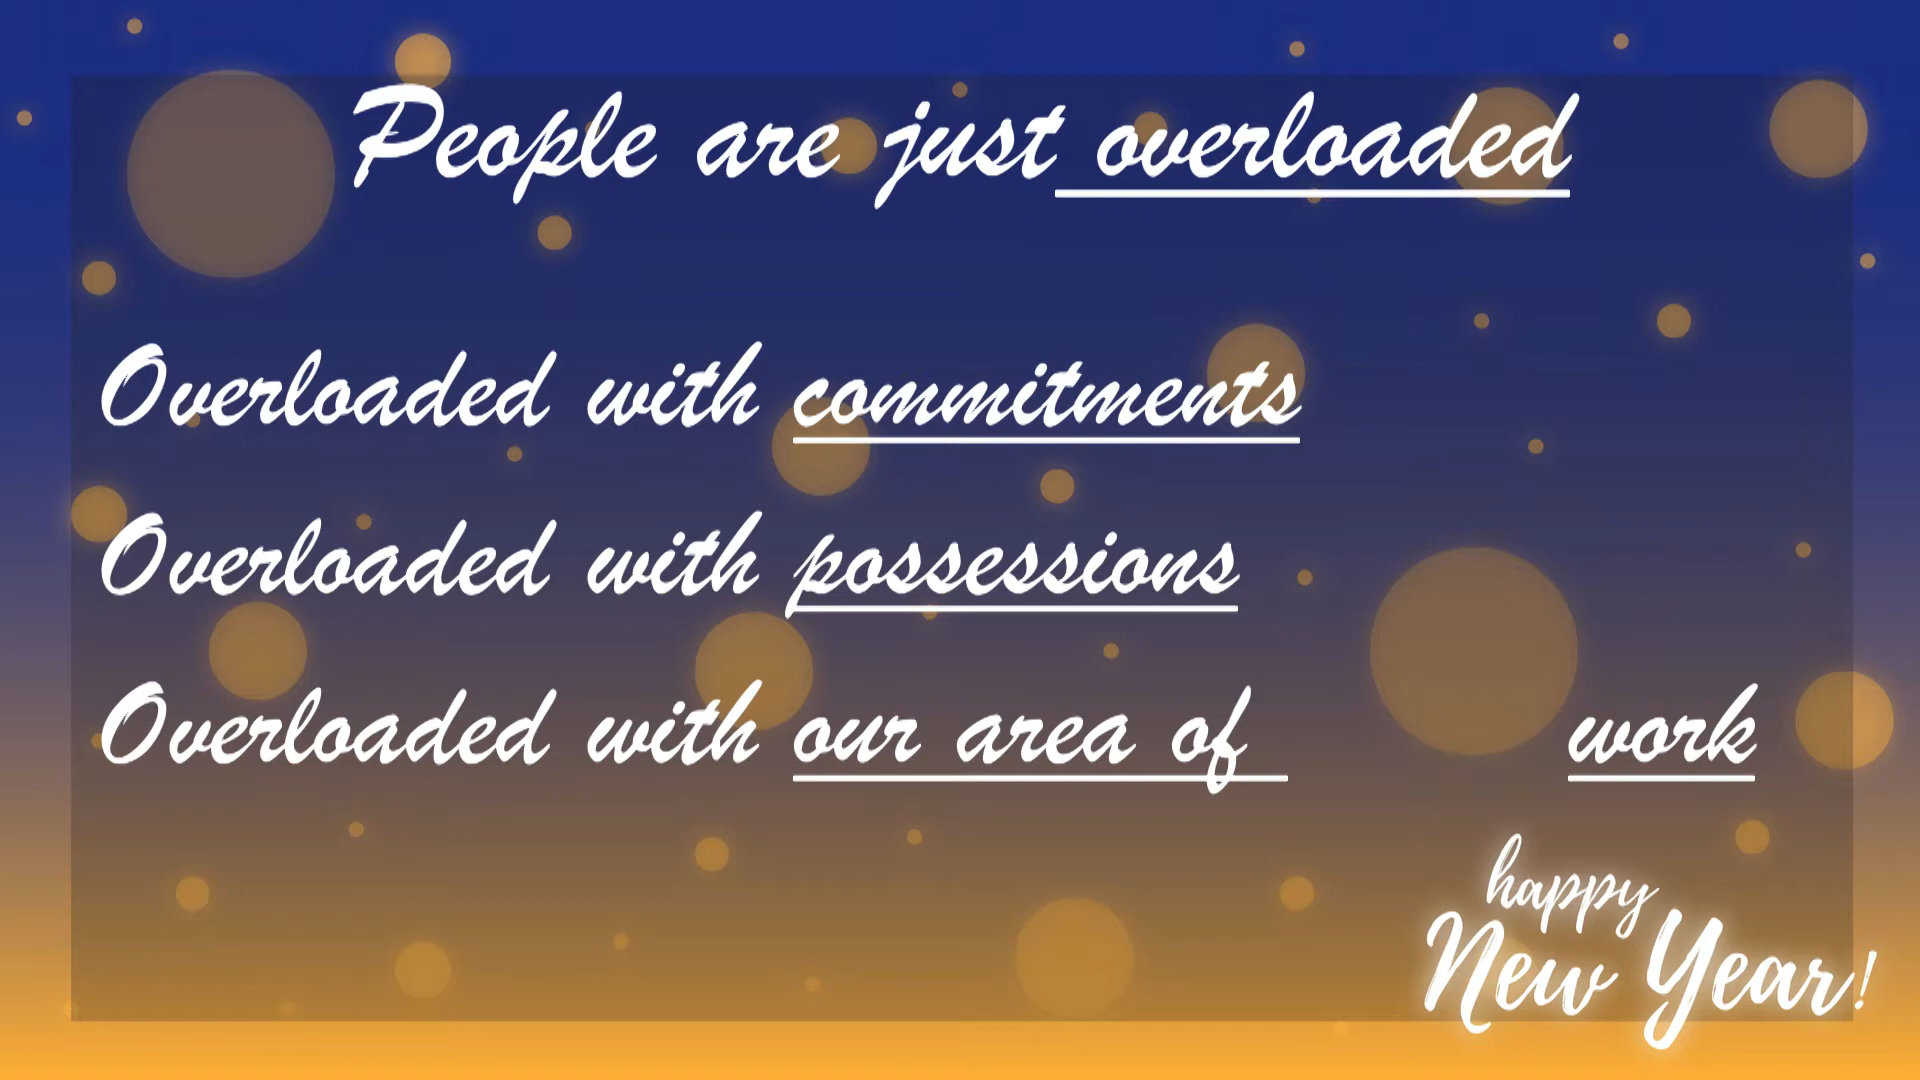 People are just overloaded
Overloaded with commitments
Overloaded with possessions
Overloaded with our area of work
happy
New Year!